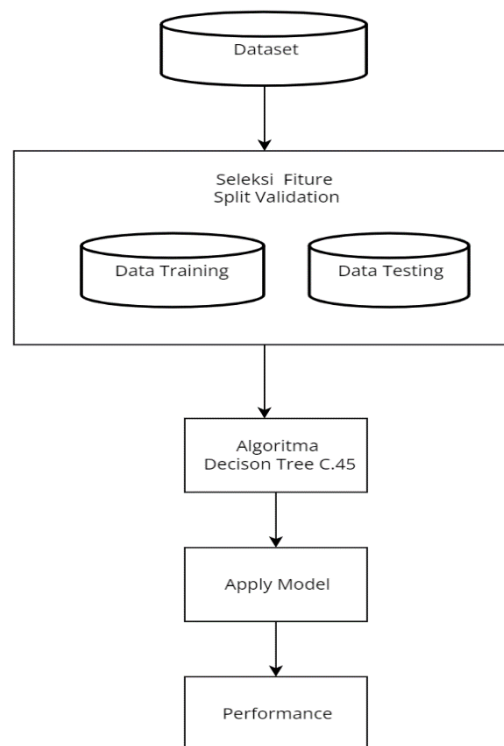 Dataset
Seleksi Fiture
Split Validation
Data Training
Data Testing
Algoritma
Decison Tree C.45
Apply Model
Performance